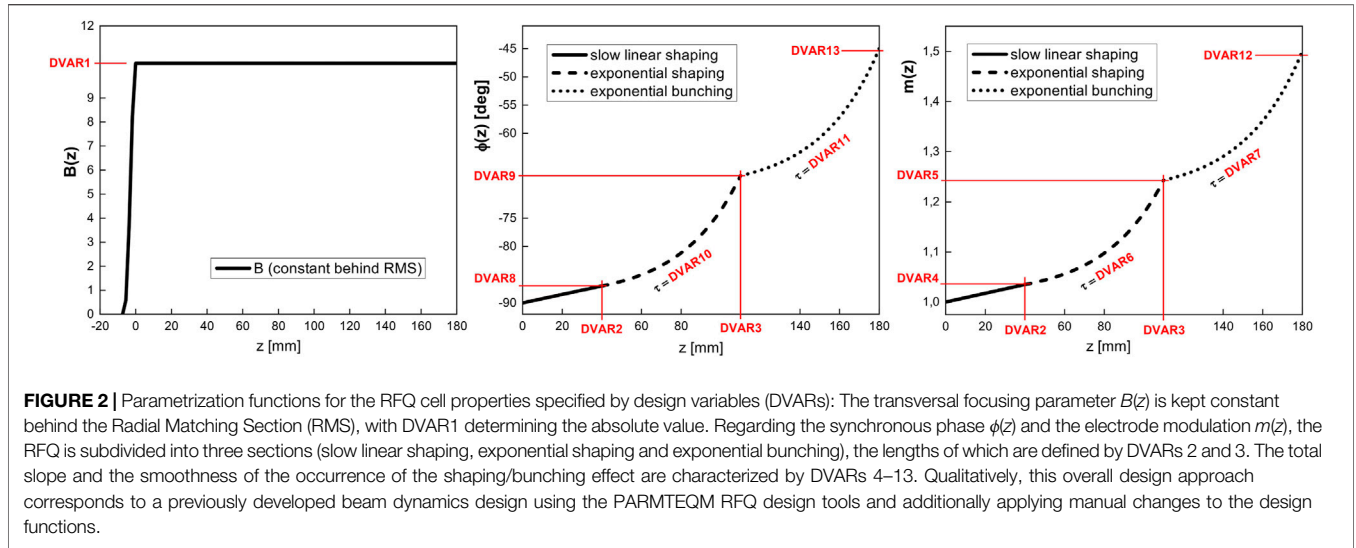 12
DVAR1
9
8
7
6
5
4
3
2
1
0
B(z)
B (constant behind RMS)
-20 0 20 40 60 80 100 120 140 160 180
z [mm]
-45
-50
-55
-60
DVAR9
-75
-80
DVAR8
-90
ϕ(z) [deg]
slow linear shaping
exponential shaping
exponential bunching
DVAR13
τ = DVAR11
τ = DVAR10
0 20 DVAR2 60 80 DVAR3 140 160 180
z [mm]
1,5
1,4
1,3
DVAR5
1,2
1,1
DVAR4
1,0
m(z)
slow linear shaping
exponential shaping
exponential bunching
DVAR12
τ = DVAR7
τ = DVAR6
0 20 DVAR2 60 80 DVAR3 140 160 180
z [mm]
FIGURE 2 | Parametrization functions for the RFQ cell properties specified by design variables (DVARs): The transversal focusing parameter B(z) is kept constant
behind the Radial Matching Section (RMS), with DVAR1 determining the absolute value. Regarding the synchronous phase ϕ(z) and the electrode modulation m(z), the
RFQ is subdivided into three sections (slow linear shaping, exponential shaping and exponential bunching), the lengths of which are defined by DVARs 2 and 3. The total
slope and the smoothness of the occurrence of the shaping/bunching effect are characterized by DVARs 4–13. Qualitatively, this overall design approach
corresponds to a previously developed beam dynamics design using the PARMTEQM RFQ design tools and additionally applying manual changes to the design
functions.